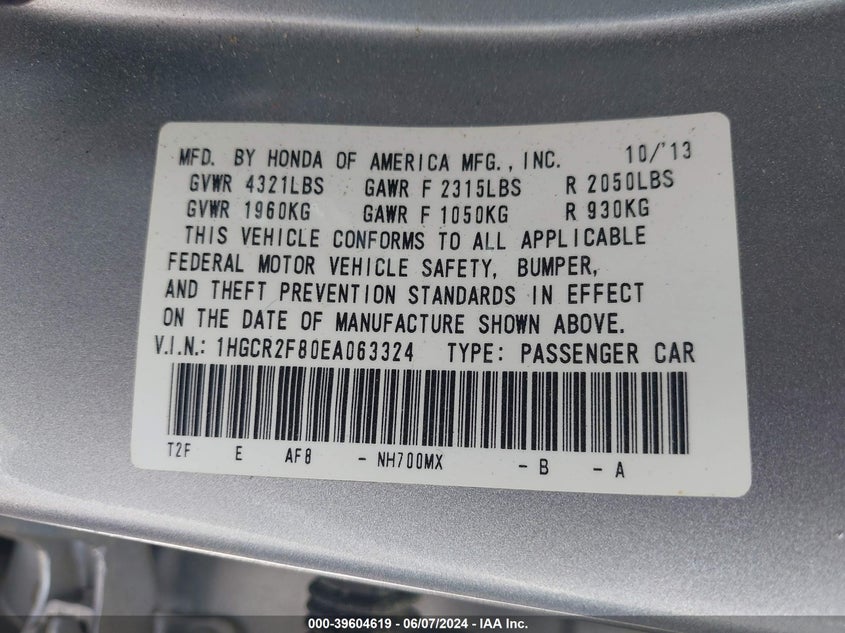 MFD. BY HONDA OF AMERICA MFG., INC. 10/'13
GVWR 4321LBS GAWR F 2315LBS R 2050LBS
GVWR 1960KG GAWR F 1050KG R 930KG
THIS VEHICLE CONFORMS TO ALL APPLICABLE
FEDERAL MOTOR VEHICLE SAFETY, BUMPER,
AND THEFT PREVENTION STANDARDS IN EFFECT
ON THE DATE OF MANUFACTURE SHOWN ABOVE.
V.I.N.: 1HGCR2F80EA063324 TYPE: PASSENGER CAR
T2F E AF8 - NH700MX - B - A
000-39604619 - 06/07/2024 - IAA Inc.